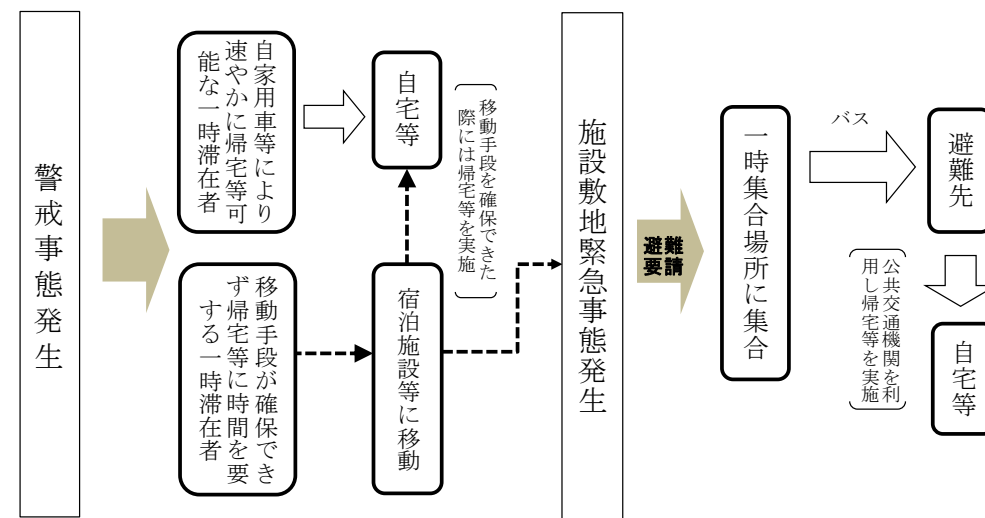 警戒事態発生
自家用車等により
速やかに帰宅等可
能な一時滞在者
自宅等
移動手段を確保できた
際には帰宅等を実施
移動手段が確保でき
ず帰宅等に時間を要
する一時滞在者
宿泊施設等に移動
施設敷地緊急事態発生
避難
要請
一時集合場所に集合
バス
避難先
公共交通機関を利
用し帰宅等を実施
自宅等